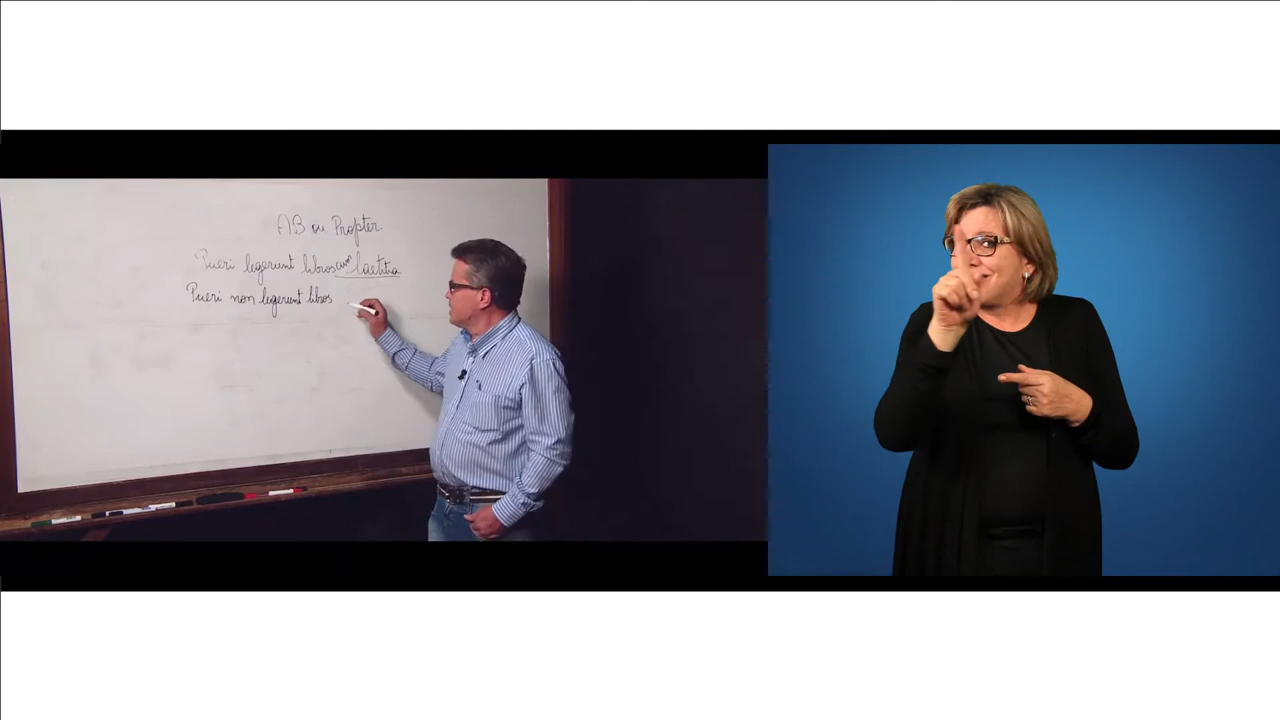 AB ou Propter.
Pueri legerunt libros cum laetitia
Pueri non legerunt libros